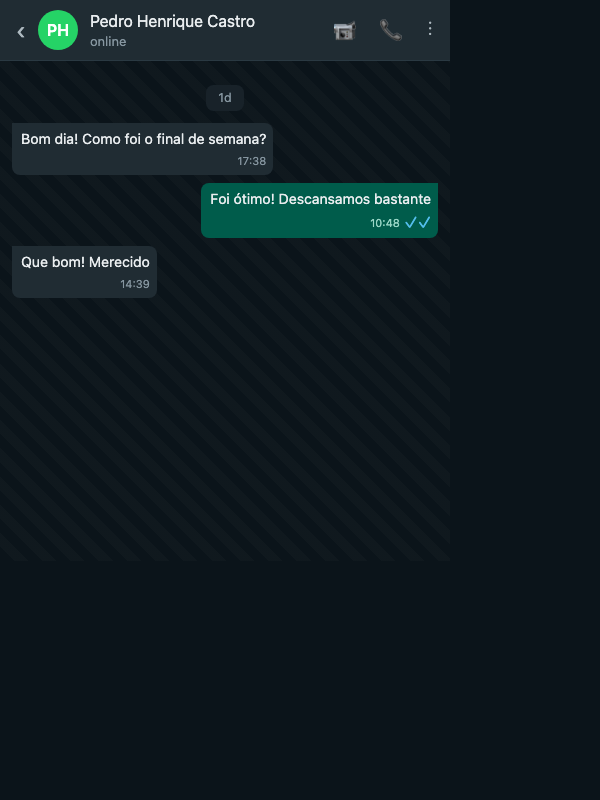 PH
Pedro Henrique Castro
online
1d
Bom dia! Como foi o final de semana?
17:38
Foi ótimo! Descansamos bastante
10:48
Que bom! Merecido
14:39